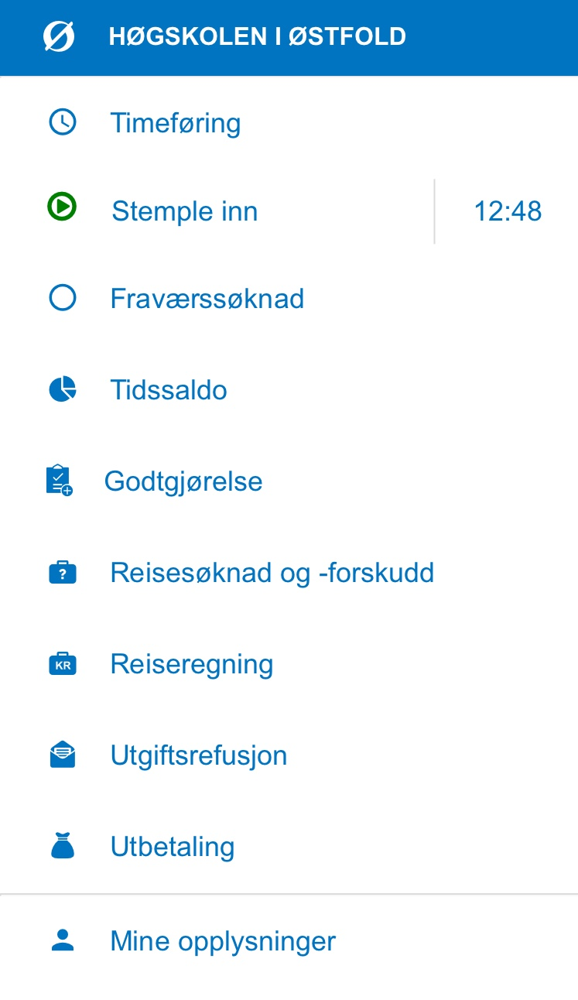 HØGSKOLEN I ØSTFOLD
Timeføring
Stemple inn 12:48
Fraværssøknad
Tidssaldo
Godtgjørelse
Reisesøknad og -forskudd
?
Reiseregning
KR
Utgiftsrefusjon
Utbetaling
Mine opplysninger